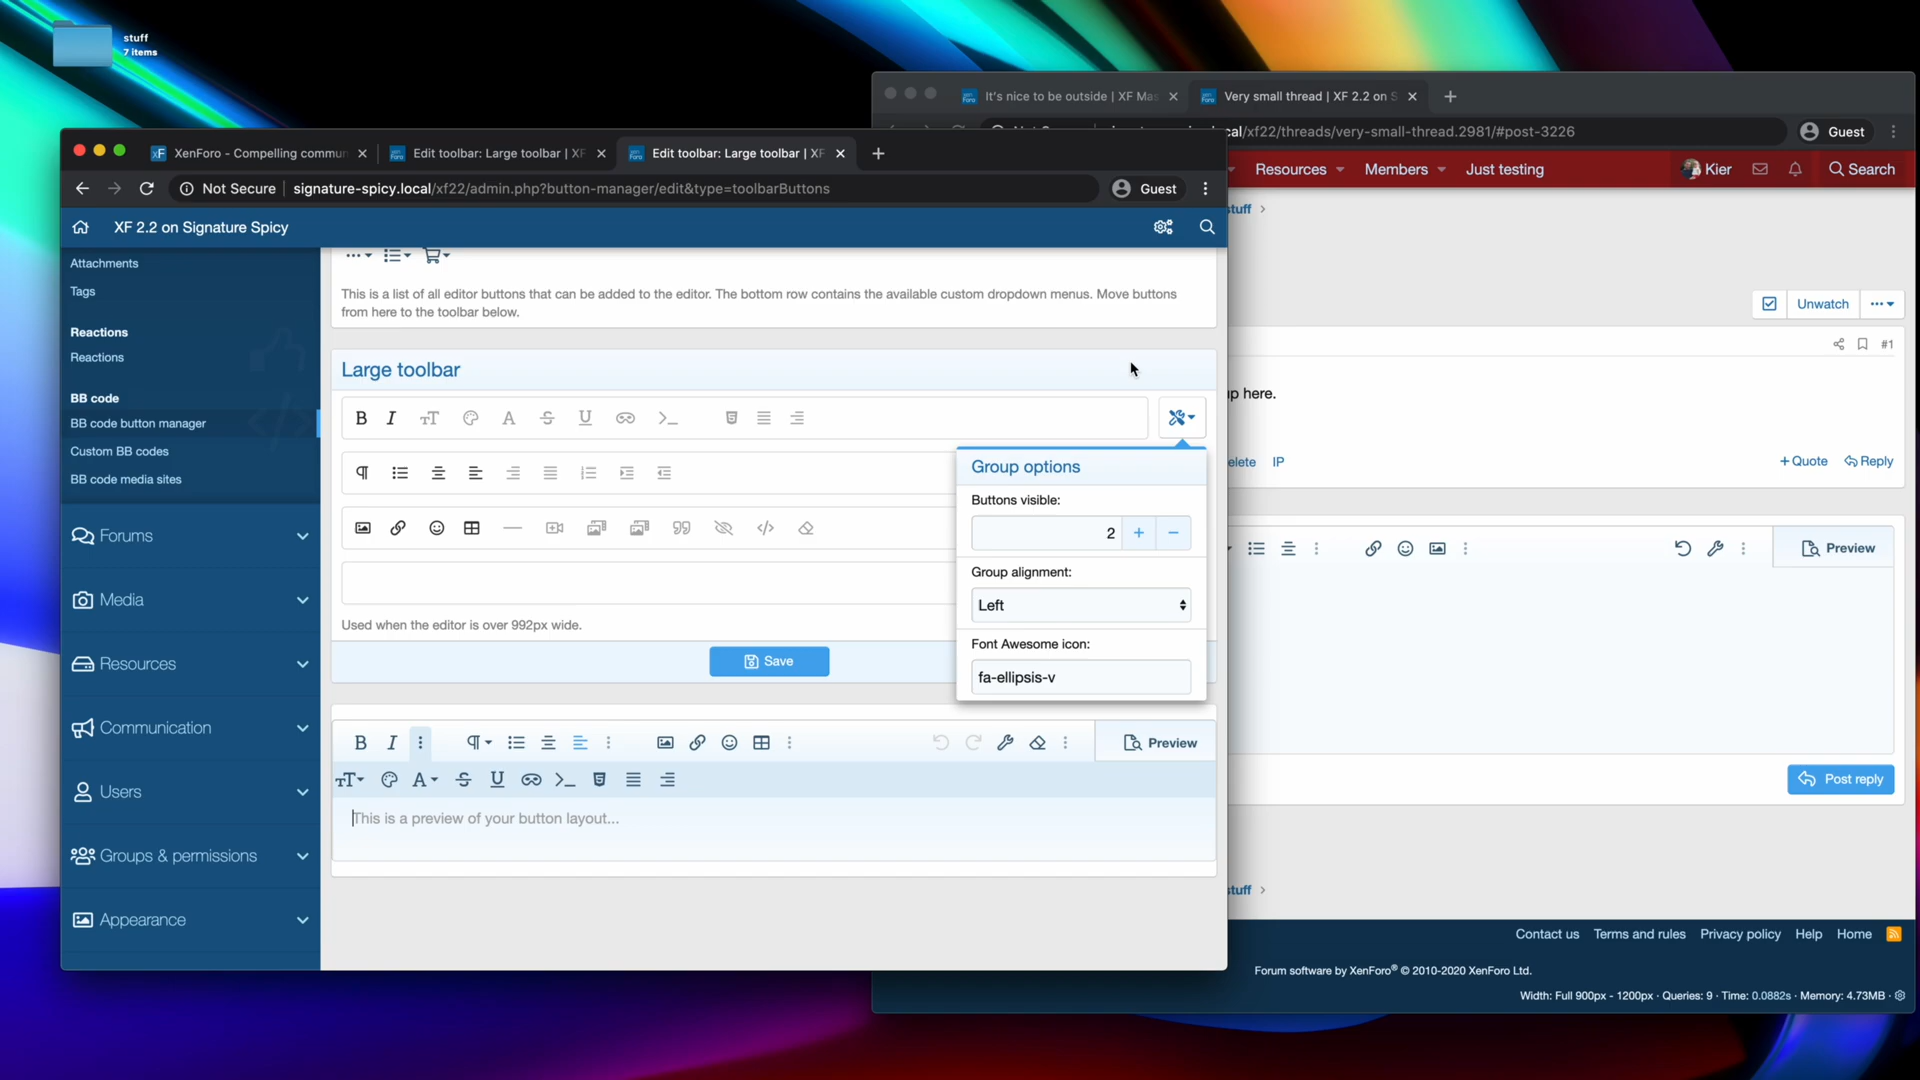 stuff
7 items
It's nice to be outside | XF Mas
Very small thread | XF 2.2 on S
cal/xf22/threads/very-small-thread.2981/#post-3226
Guest
Resources
Members
Just testing
Kier
Search
stuff
Unwatch
#1
up here.
elete
IP
+Quote
Reply
Preview
Post reply
stuff
Contact us
Terms and rules
Privacy policy
Help
Home
Forum software by XenForo® © 2010-2020 XenForo Ltd.
Width: Full 900px - 1200px · Queries: 9 · Time: 0.0882s · Memory: 4.73MB ·
XenForo - Compelling commun
Edit toolbar: Large toolbar | XF
Edit toolbar: Large toolbar | XF
Not Secure
signature-spicy.local/xf22/admin.php?button-manager/edit&type=toolbarButtons
Guest
XF 2.2 on Signature Spicy
Attachments
Tags
Reactions
Reactions
BB code
BB code button manager
Custom BB codes
BB code media sites
Forums
Media
Resources
Communication
Users
Groups & permissions
Appearance
This is a list of all editor buttons that can be added to the editor. The bottom row contains the available custom dropdown menus. Move buttons
from here to the toolbar below.
Large toolbar
Group options
Buttons visible:
2
Group alignment:
Left
Font Awesome icon:
fa-ellipsis-v
Used when the editor is over 992px wide.
Save
Preview
This is a preview of your button layout...